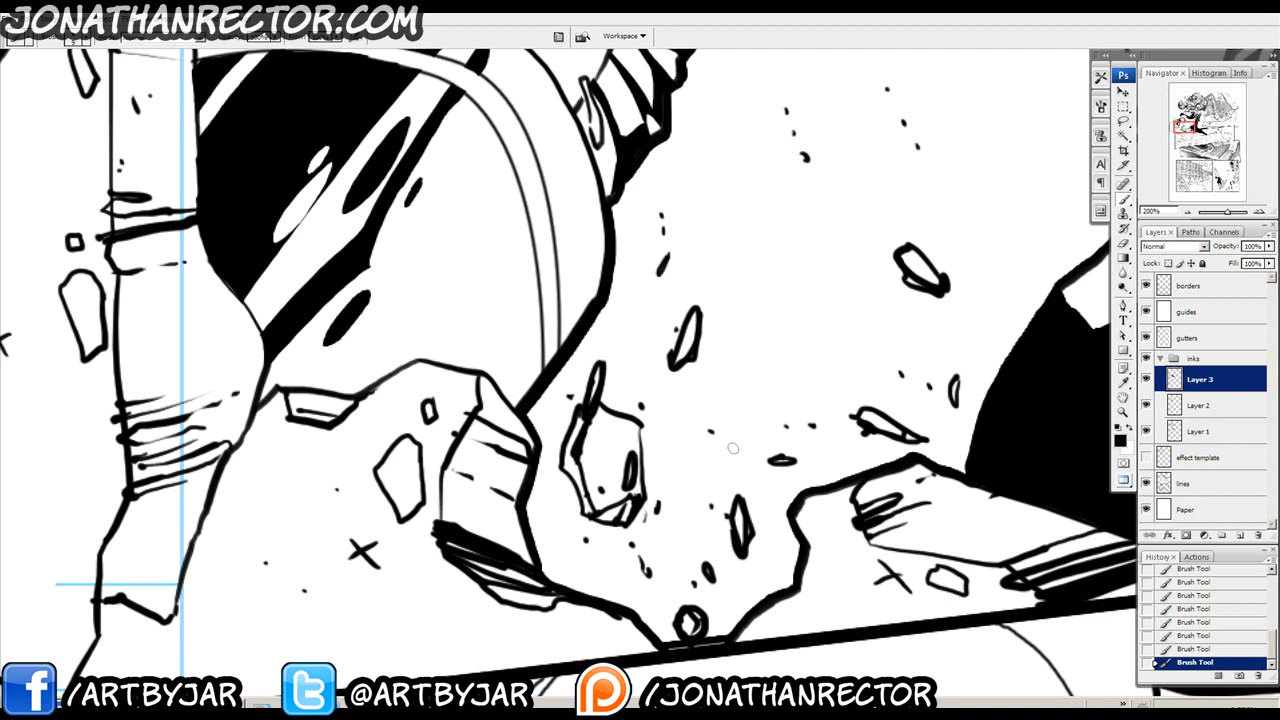 JONATHANRECTOR.COM
Workspace
Ps
Navigator × Histogram Info
200%
Layers × Paths Channels
Normal Opacity: 100%
Lock: Fill: 100%
borders
guides
gutters
inks
Layer 3
Layer 2
Layer 1
effect template
lines
Paper
History × Actions
Brush Tool
Brush Tool
Brush Tool
Brush Tool
Brush Tool
Brush Tool
Brush Tool
Brush Tool
/ARTBYJAR
@ARTBYJAR
/JONATHANRECTOR